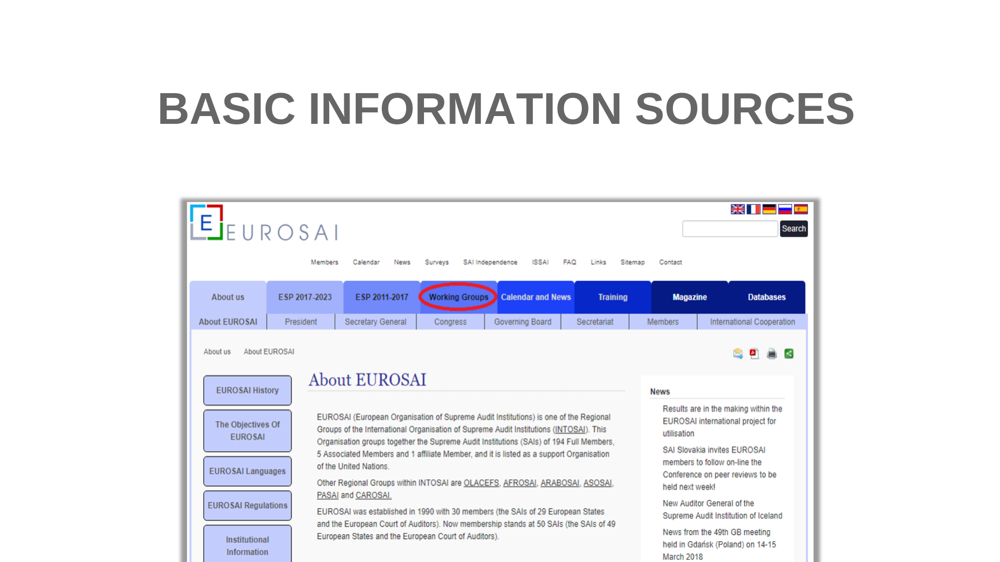 BASIC INFORMATION SOURCES
E EUROSAI
Search
Members Calendar News Surveys SAI Independence ISSAI FAQ Links Sitemap Contact
About us ESP 2017-2023 ESP 2011-2017 Working Groups Calendar and News Training Magazine Databases
About EUROSAI President Secretary General Congress Governing Board Secretariat Members International Cooperation
About us About EUROSAI
EUROSAI History
The Objectives Of
EUROSAI
EUROSAI Languages
EUROSAI Regulations
Institutional
Information
About EUROSAI
EUROSAI (European Organisation of Supreme Audit Institutions) is one of the Regional
Groups of the International Organisation of Supreme Audit Institutions (INTOSAI). This
Organisation groups together the Supreme Audit Institutions (SAIs) of 194 Full Members,
5 Associated Members and 1 affiliate Member, and it is listed as a support Organisation
of the United Nations.
Other Regional Groups within INTOSAI are OLACEFS, AFROSAI, ARABOSAI, ASOSAI,
PASAI and CAROSAI.
EUROSAI was established in 1990 with 30 members (the SAIs of 29 European States
and the European Court of Auditors). Now membership stands at 50 SAIs (the SAIs of 49
European States and the European Court of Auditors).
News
Results are in the making within the
EUROSAI international project for
utilisation
SAI Slovakia invites EUROSAI
members to follow on-line the
Conference on peer reviews to be
held next week!
New Auditor General of the
Supreme Audit Institution of Iceland
News from the 49th GB meeting
held in Gdańsk (Poland) on 14-15
March 2018